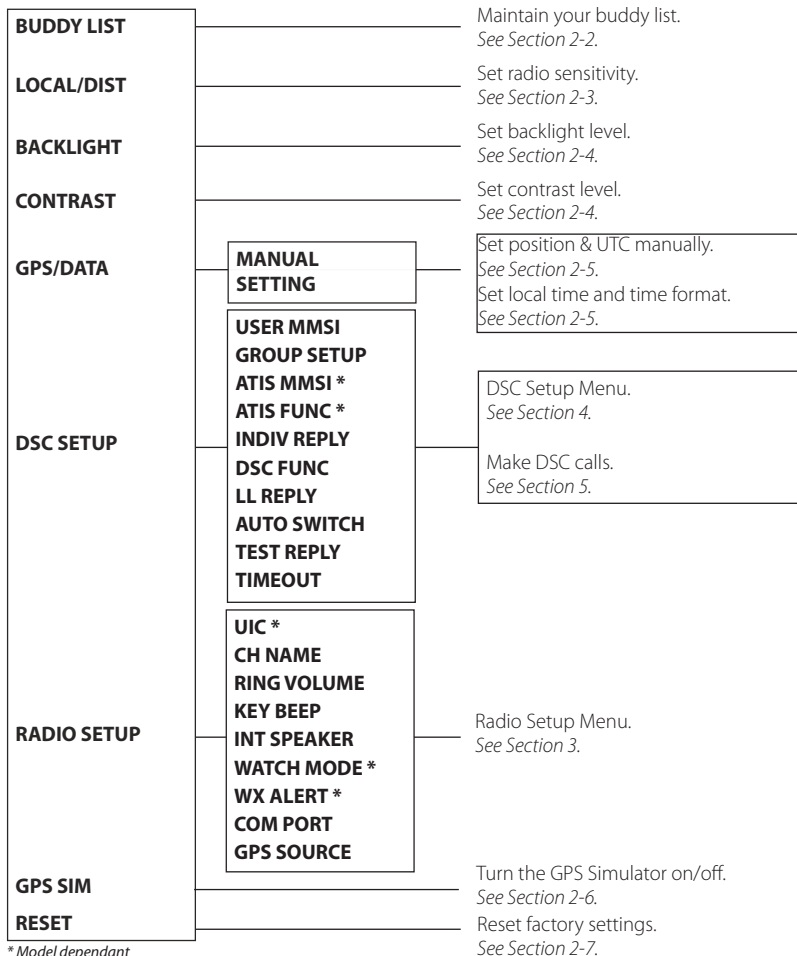 BUDDY LIST
Maintain your buddy list.
See Section 2-2.
LOCAL/DIST
Set radio sensitivity.
See Section 2-3.
BACKLIGHT
Set backlight level.
See Section 2-4.
CONTRAST
Set contrast level.
See Section 2-4.
GPS/DATA
MANUAL
SETTING
Set position & UTC manually.
See Section 2-5.
Set local time and time format.
See Section 2-5.
DSC SETUP
USER MMSI
GROUP SETUP
ATIS MMSI *
ATIS FUNC *
INDIV REPLY
DSC FUNC
LL REPLY
AUTO SWITCH
TEST REPLY
TIMEOUT
DSC Setup Menu.
See Section 4.
Make DSC calls.
See Section 5.
RADIO SETUP
UIC *
CH NAME
RING VOLUME
KEY BEEP
INT SPEAKER
WATCH MODE *
WX ALERT *
COM PORT
GPS SOURCE
Radio Setup Menu.
See Section 3.
GPS SIM
Turn the GPS Simulator on/off.
See Section 2-6.
RESET
Reset factory settings.
See Section 2-7.
* Model dependant